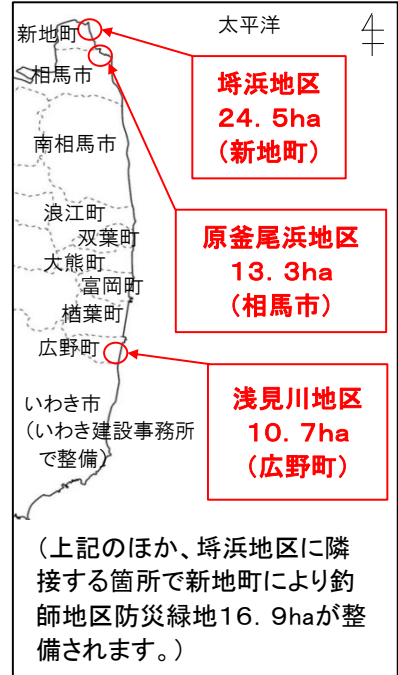 太平洋
新地町
相馬市
埓浜地区
24．5ha
（新地町）
南相馬市
浪江町
双葉町
大熊町
富岡町
楢葉町
広野町
原釜尾浜地区
13．3ha
（相馬市）
いわき市
（いわき建設事務所
で整備）
浅見川地区
10．7ha
（広野町）
（上記のほか、埓浜地区に隣
接する箇所で新地町により釣
師地区防災緑地16．9haが整
備されます。）